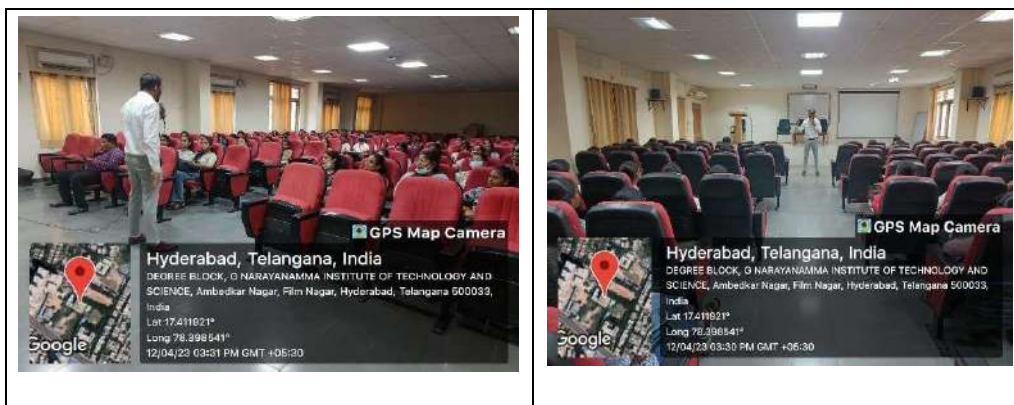 GPS Map Camera
Hyderabad, Telangana, India
DEGREE BLOCK, G NARAYANAMMA INSTITUTE OF TECHNOLOGY AND
SCIENCE, Ambedkar Nagar, Film Nagar, Hyderabad, Telangana 500033,
India
Lat 17.411921°
Long 78.398541°
12/04/23 03:31 PM GMT +05:30
Google
GPS Map Camera
Hyderabad, Telangana, India
DEGREE BLOCK, G NARAYANAMMA INSTITUTE OF TECHNOLOGY AND
SCIENCE, Ambedkar Nagar, Film Nagar, Hyderabad, Telangana 500033,
India
Lat 17.411921°
Long 78.398541°
12/04/23 03:30 PM GMT +05:30
Google